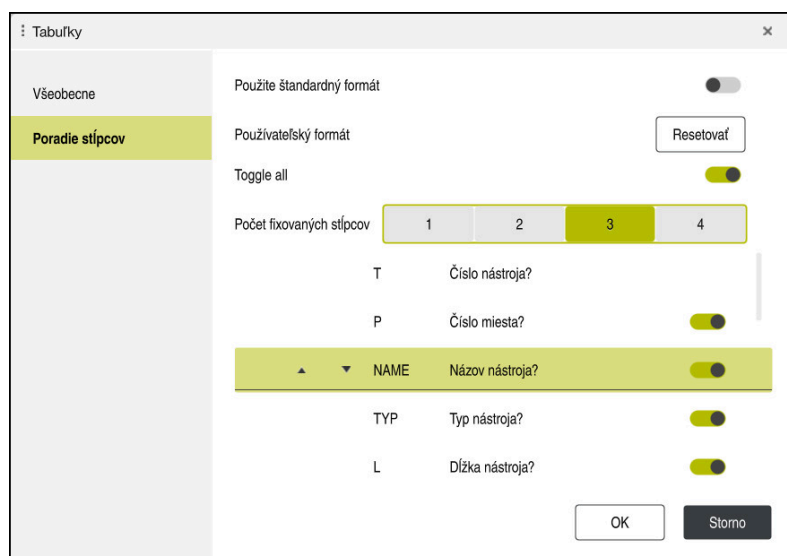 Tabuľky
Všeobecne
Poradie stĺpcov
Použite štandardný formát
Používateľský formát Resetovať
Toggle all
Počet fixovaných stĺpcov 1 2 3 4
T Číslo nástroja?
P Číslo miesta?
NAME Názov nástroja?
TYP Typ nástroja?
L Dĺžka nástroja?
OK Storno